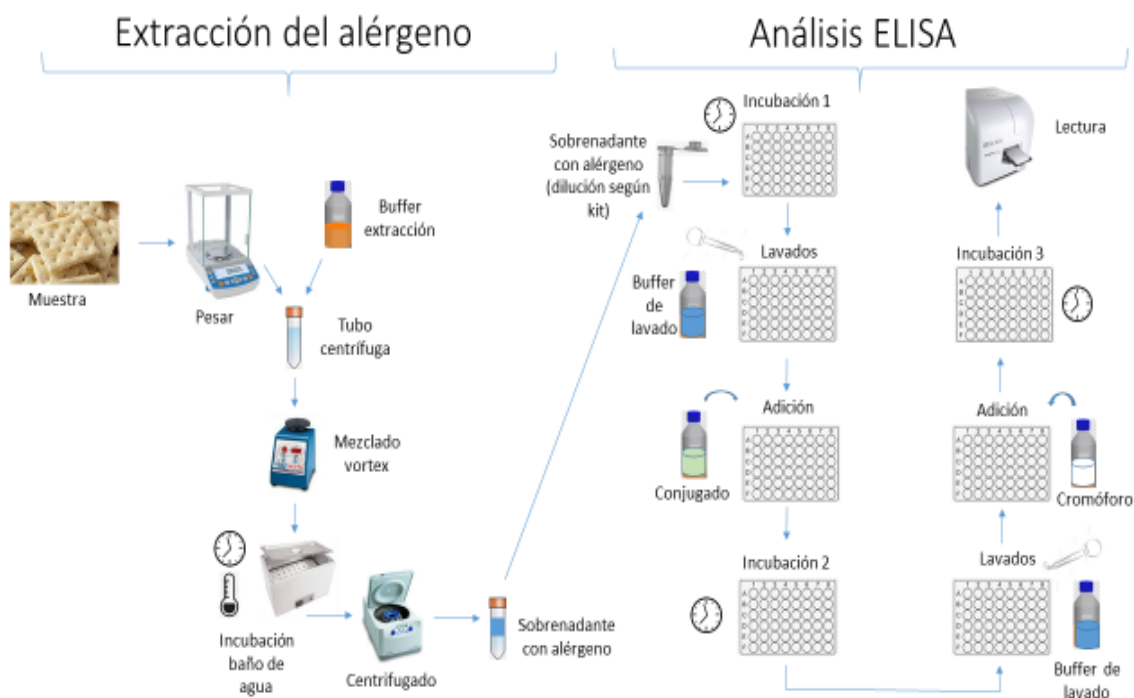 Extracción del alérgeno
Muestra
Pesar
Buffer
extracción
Tubo
centrífuga
Mezclado
vortex
Incubación
baño de
agua
Centrifugado
Sobrenadante
con alérgeno
Análisis ELISA
Sobrenadante
con alérgeno
(dilución según
kit)
Incubación 1
Lavados
Buffer
de
lavado
Adición
Conjugado
Incubación 2
Lavados
Buffer de
lavado
Adición
Cromóforo
Incubación 3
Lectura